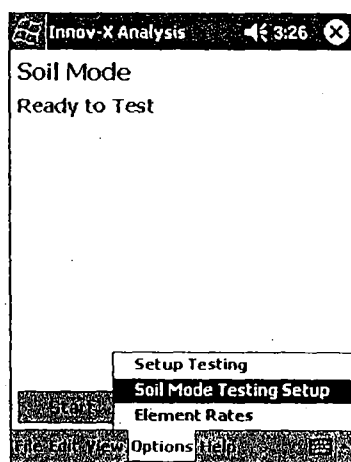 Innov-X Analysis 3:26
Soil Mode
Ready to Test
Setup Testing
Soil Mode Testing Setup
Start
Element Rates
File Edit View Options Help